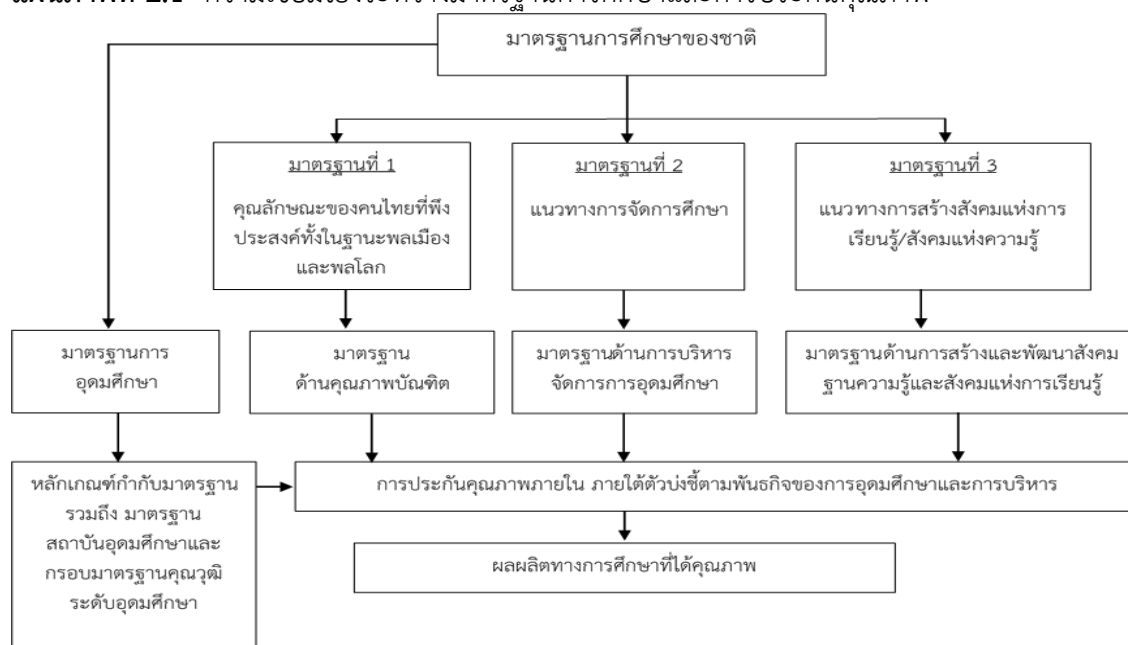 มาตรฐานการศึกษาของชาติ
มาตรฐานที่ 1
คุณลักษณะของคนไทยที่พึง
ประสงค์ทั้งในฐานะพลเมือง
และพลโลก
มาตรฐานที่ 2
แนวทางการจัดการศึกษา
มาตรฐานที่ 3
แนวทางการสร้างสังคมแห่งการ
เรียนรู้/สังคมแห่งความรู้
มาตรฐานการ
อุดมศึกษา
มาตรฐาน
ด้านคุณภาพบัณฑิต
มาตรฐานด้านการบริหาร
จัดการการอุดมศึกษา
มาตรฐานด้านการสร้างและพัฒนาสังคม
ฐานความรู้และสังคมแห่งการเรียนรู้
หลักเกณฑ์กำกับมาตรฐาน
รวมถึง มาตรฐาน
สถาบันอุดมศึกษาและ
กรอบมาตรฐานคุณวุฒิ
ระดับอุดมศึกษา
การประกันคุณภาพภายใน ภายใต้ตัวบ่งชี้ตามพันธกิจของการอุดมศึกษาและการบริหาร
ผลผลิตทางการศึกษาที่ได้คุณภาพ